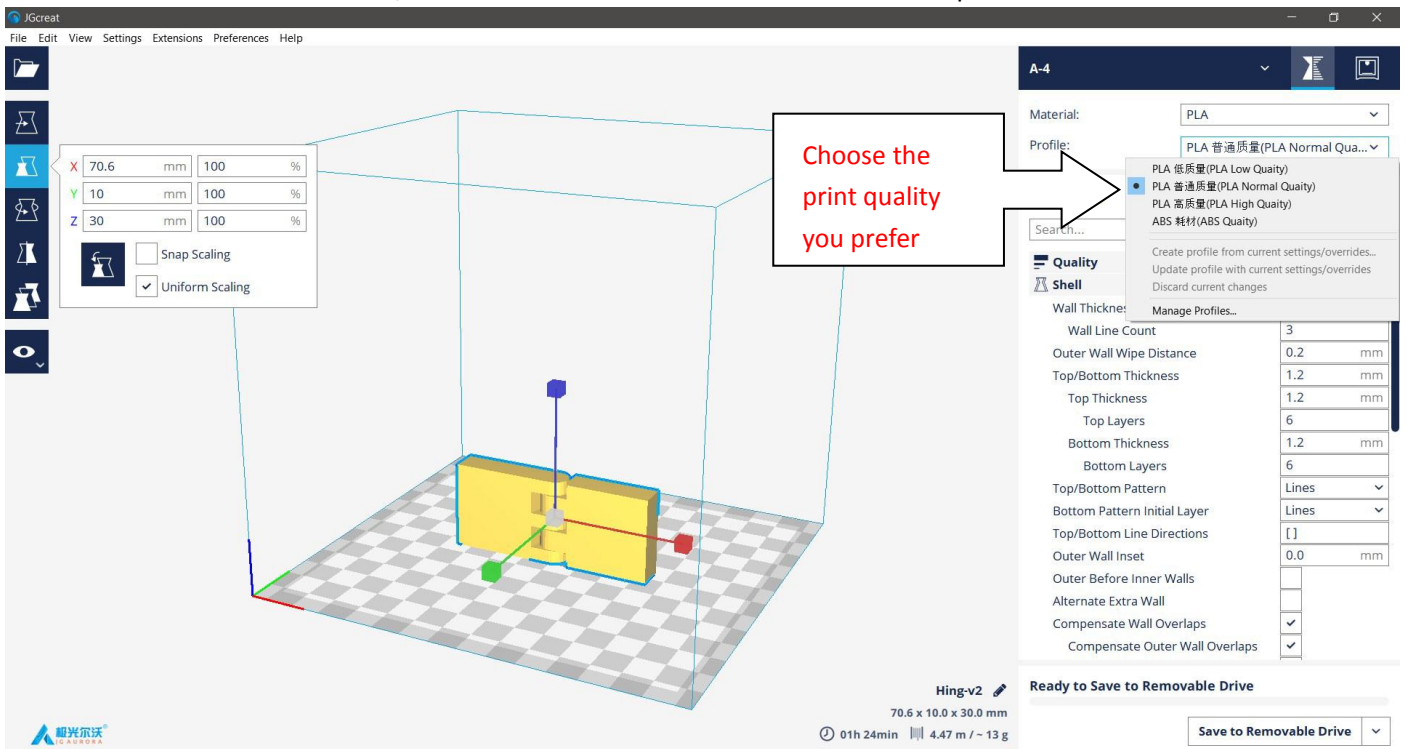 JGcreat
File Edit View Settings Extensions Preferences Help
X 70.6 mm 100 %
Y 10 mm 100 %
Z 30 mm 100 %
Snap Scaling
Uniform Scaling
Choose the
print quality
you prefer
A-4
Material: PLA
Profile: PLA 普通质量(PLA Normal Qua...
PLA 低质量(PLA Low Quaity)
PLA 普通质量(PLA Normal Quaity)
PLA 高质量(PLA High Quaity)
ABS 耗材(ABS Quaity)
Create profile from current settings/overrides...
Update profile with current settings/overrides
Discard current changes
Manage Profiles...
Search...
Quality
Shell
Wall Thicknes
Wall Line Count 3
Outer Wall Wipe Distance 0.2 mm
Top/Bottom Thickness 1.2 mm
Top Thickness 1.2 mm
Top Layers 6
Bottom Thickness 1.2 mm
Bottom Layers 6
Top/Bottom Pattern Lines
Bottom Pattern Initial Layer Lines
Top/Bottom Line Directions [ ]
Outer Wall Inset 0.0 mm
Outer Before Inner Walls
Alternate Extra Wall
Compensate Wall Overlaps
Compensate Outer Wall Overlaps
Hing-v2
70.6 x 10.0 x 30.0 mm
01h 24min 4.47 m / ~ 13 g
Ready to Save to Removable Drive
Save to Removable Drive
极光尔沃®
JG AURORA